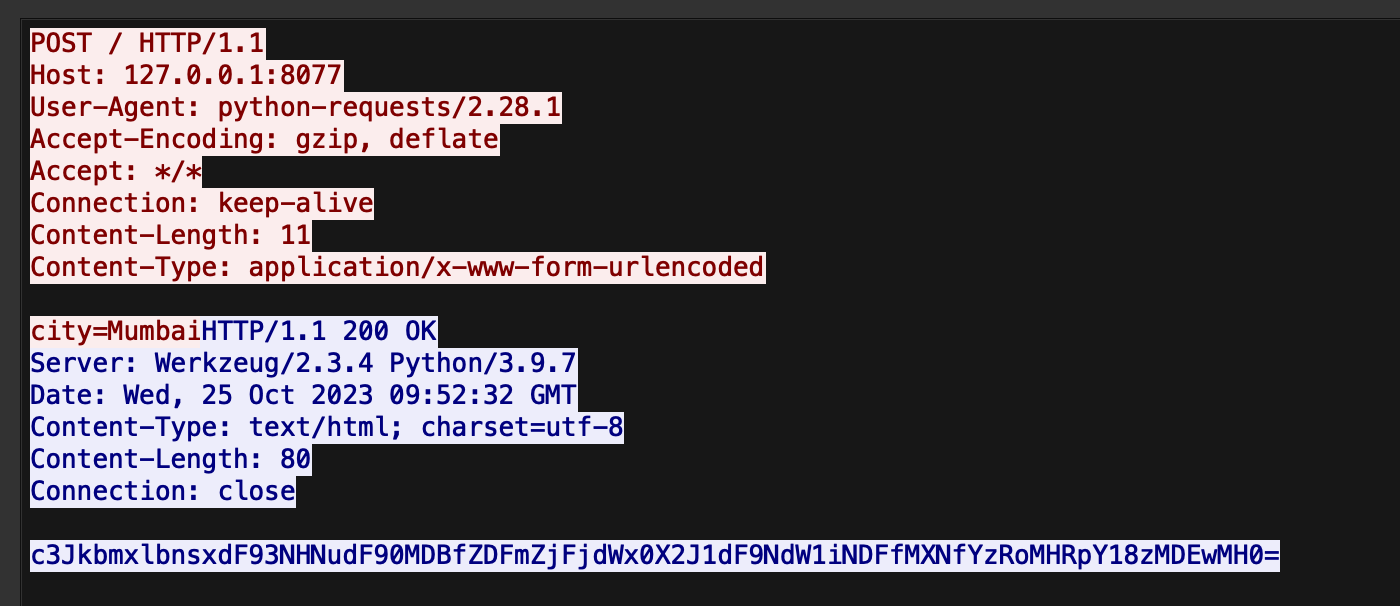 POST / HTTP/1.1
Host: 127.0.0.1:8077
User-Agent: python-requests/2.28.1
Accept-Encoding: gzip, deflate
Accept: */*
Connection: keep-alive
Content-Length: 11
Content-Type: application/x-www-form-urlencoded
city=MumbaiHTTP/1.1 200 OK
Server: Werkzeug/2.3.4 Python/3.9.7
Date: Wed, 25 Oct 2023 09:52:32 GMT
Content-Type: text/html; charset=utf-8
Content-Length: 80
Connection: close
c3JkbmxlbnsxdF93NHNudF90MDBfZDFmZjFjdWx0X2J1dF9NdW1iNDFfMXNfYzRoMHRpY18zMDEwMH0=